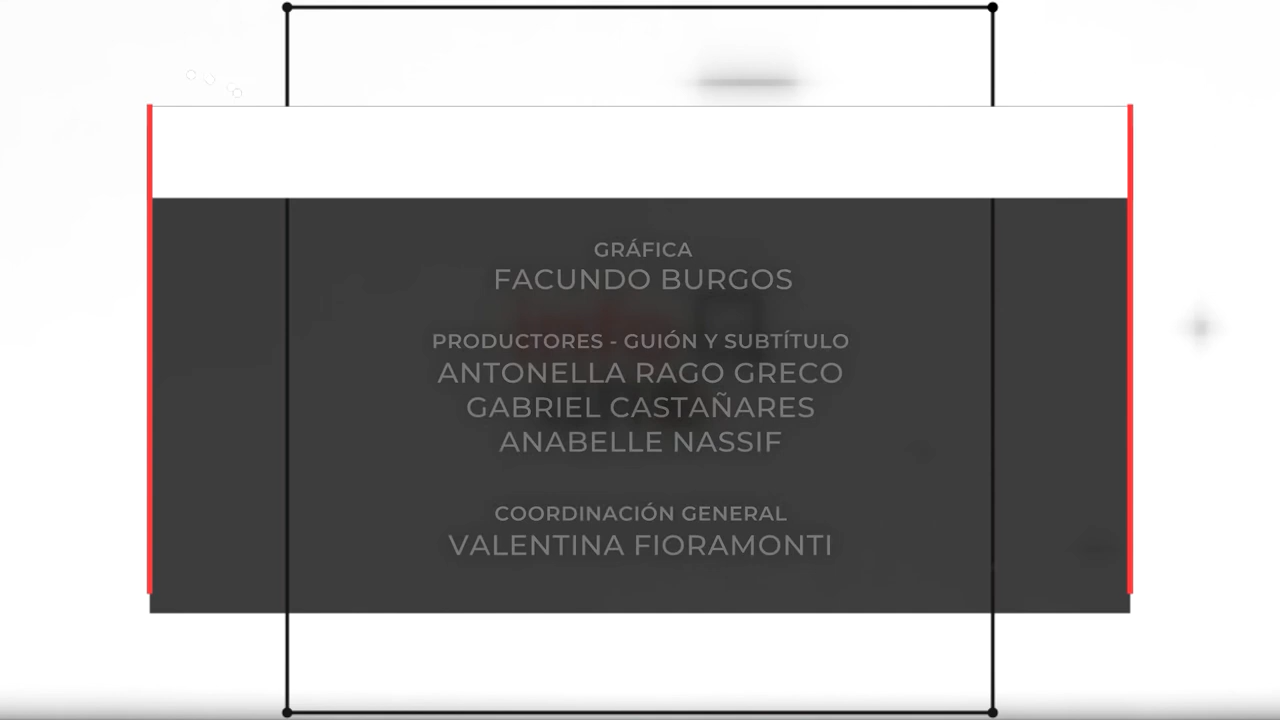 GRÁFICA
FACUNDO BURGOS
PRODUCTORES - GUIÓN Y SUBTÍTULO
ANTONELLA RAGO GRECO
GABRIEL CASTAÑARES
ANABELLE NASSIF
COORDINACIÓN GENERAL
VALENTINA FIORAMONTI